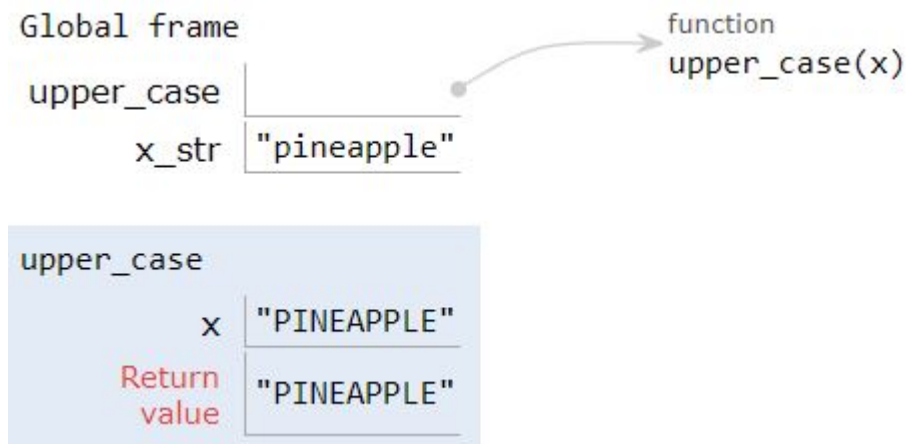 Global frame
function
upper_case(x)
upper_case
x_str "pineapple"
upper_case
x "PINEAPPLE"
Return
value "PINEAPPLE"